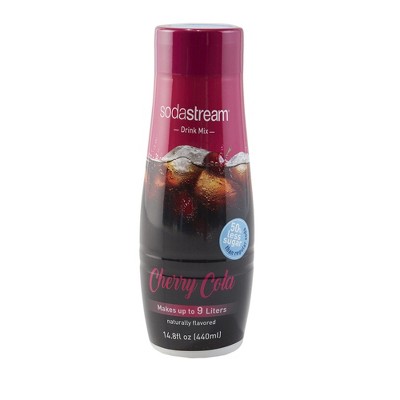 sodastream
— Drink Mix —
50%
less
sugar
Cherry Cola
Makes up to 9 Liters
naturally flavored
14.8fl oz (440ml)